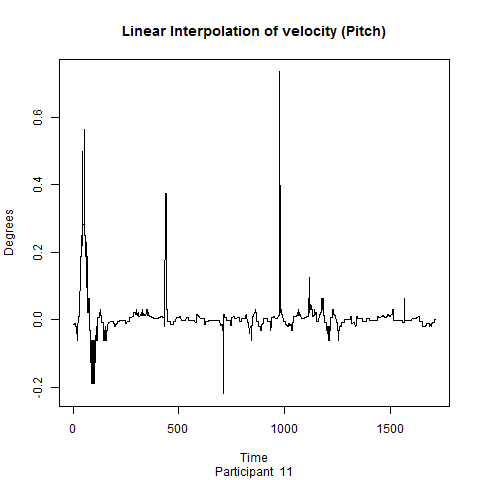 Linear Interpolation of velocity (Pitch)
Degrees
0.6
0.4
0.2
0.0
-0.2
0 500 1000 1500
Time
Participant 11